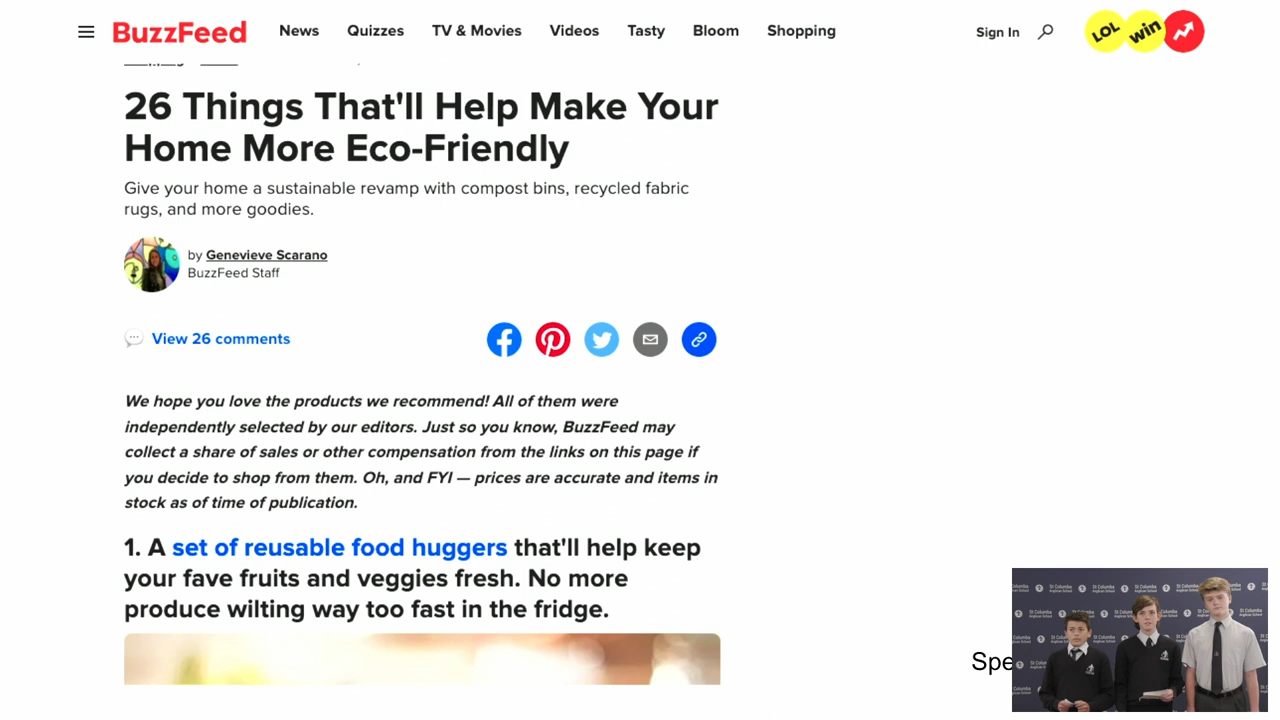 BuzzFeed
News
Quizzes
TV & Movies
Videos
Tasty
Bloom
Shopping
Sign In
LOL
win
26 Things That'll Help Make Your
Home More Eco-Friendly
Give your home a sustainable revamp with compost bins, recycled fabric
rugs, and more goodies.
by Genevieve Scarano
BuzzFeed Staff
View 26 comments
We hope you love the products we recommend! All of them were
independently selected by our editors. Just so you know, BuzzFeed may
collect a share of sales or other compensation from the links on this page if
you decide to shop from them. Oh, and FYI — prices are accurate and items in
stock as of time of publication.
1. A set of reusable food huggers that'll help keep
your fave fruits and veggies fresh. No more
produce wilting way too fast in the fridge.
Spe
St Columba
Anglican School